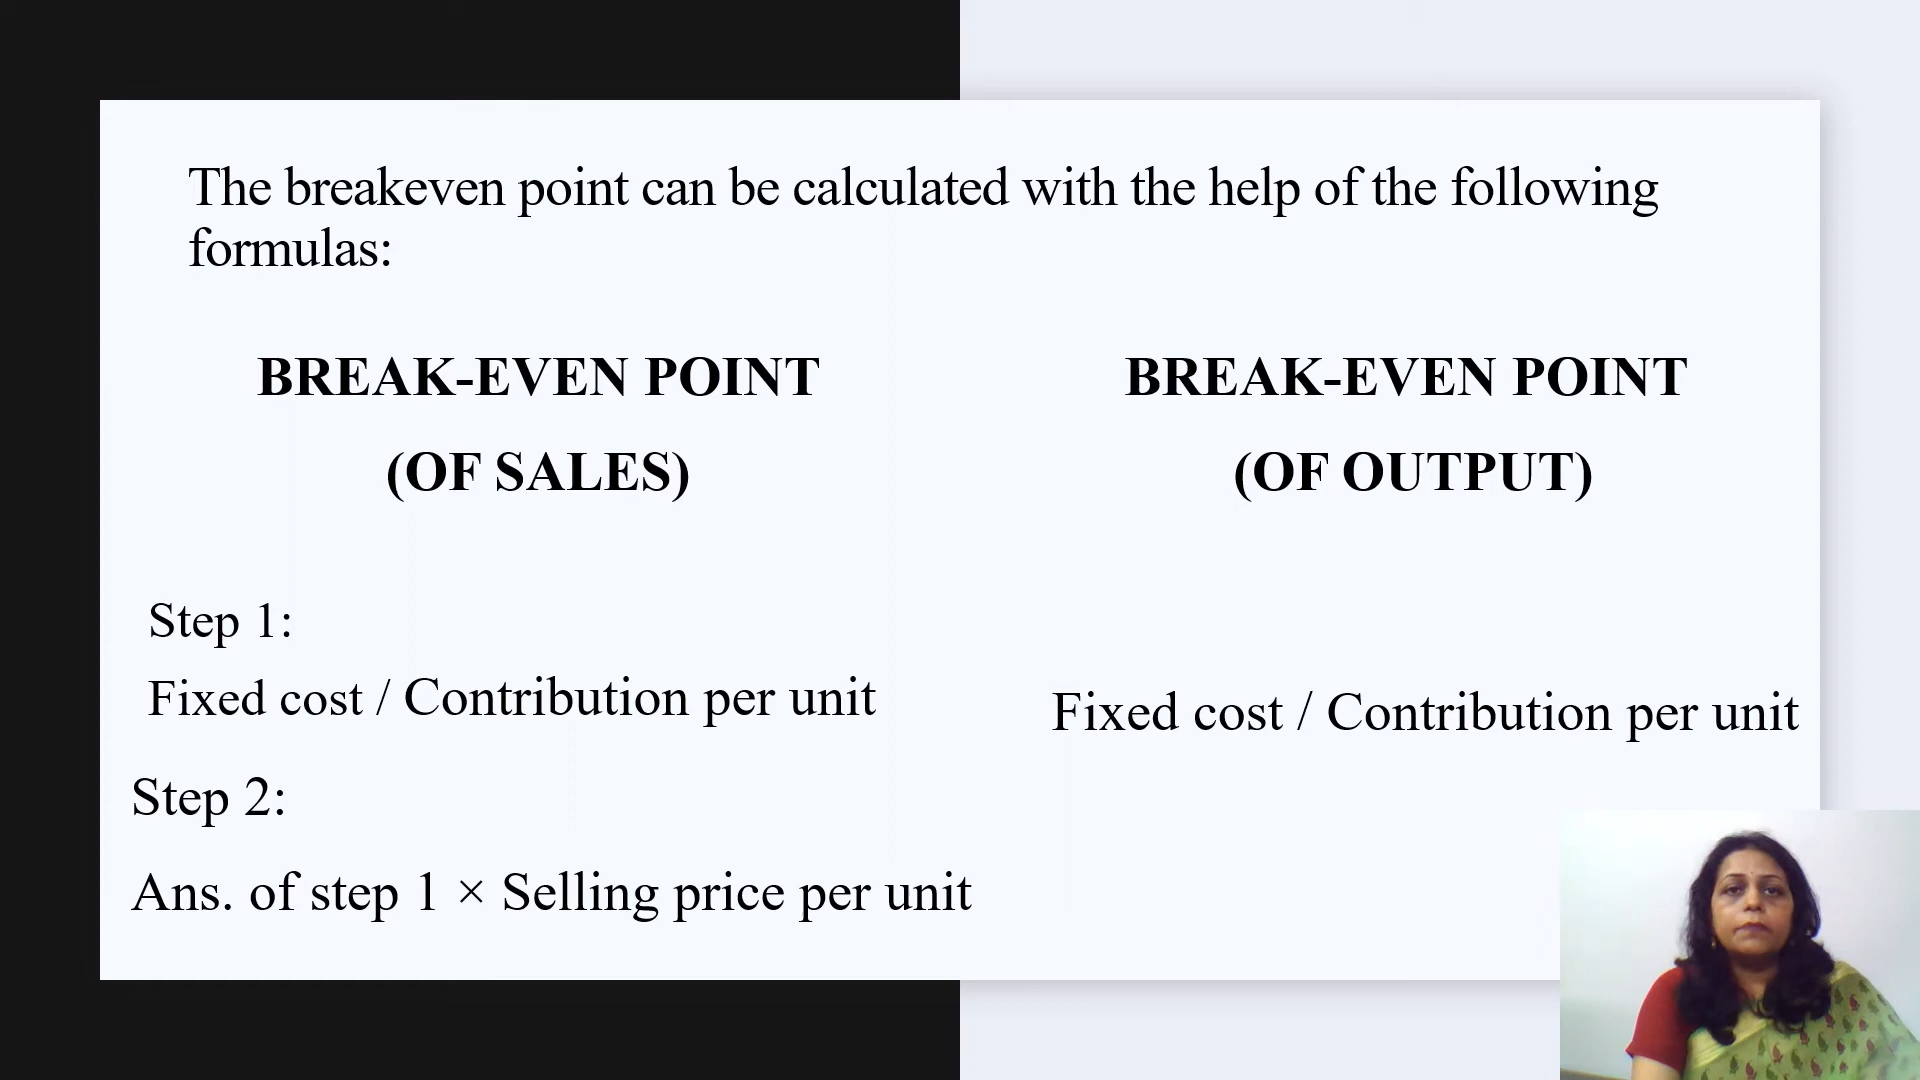 The breakeven point can be calculated with the help of the following
formulas:
BREAK-EVEN POINT
(OF SALES)
Step 1:
Fixed cost / Contribution per unit
Step 2:
Ans. of step 1 × Selling price per unit
BREAK-EVEN POINT
(OF OUTPUT)
Fixed cost / Contribution per unit